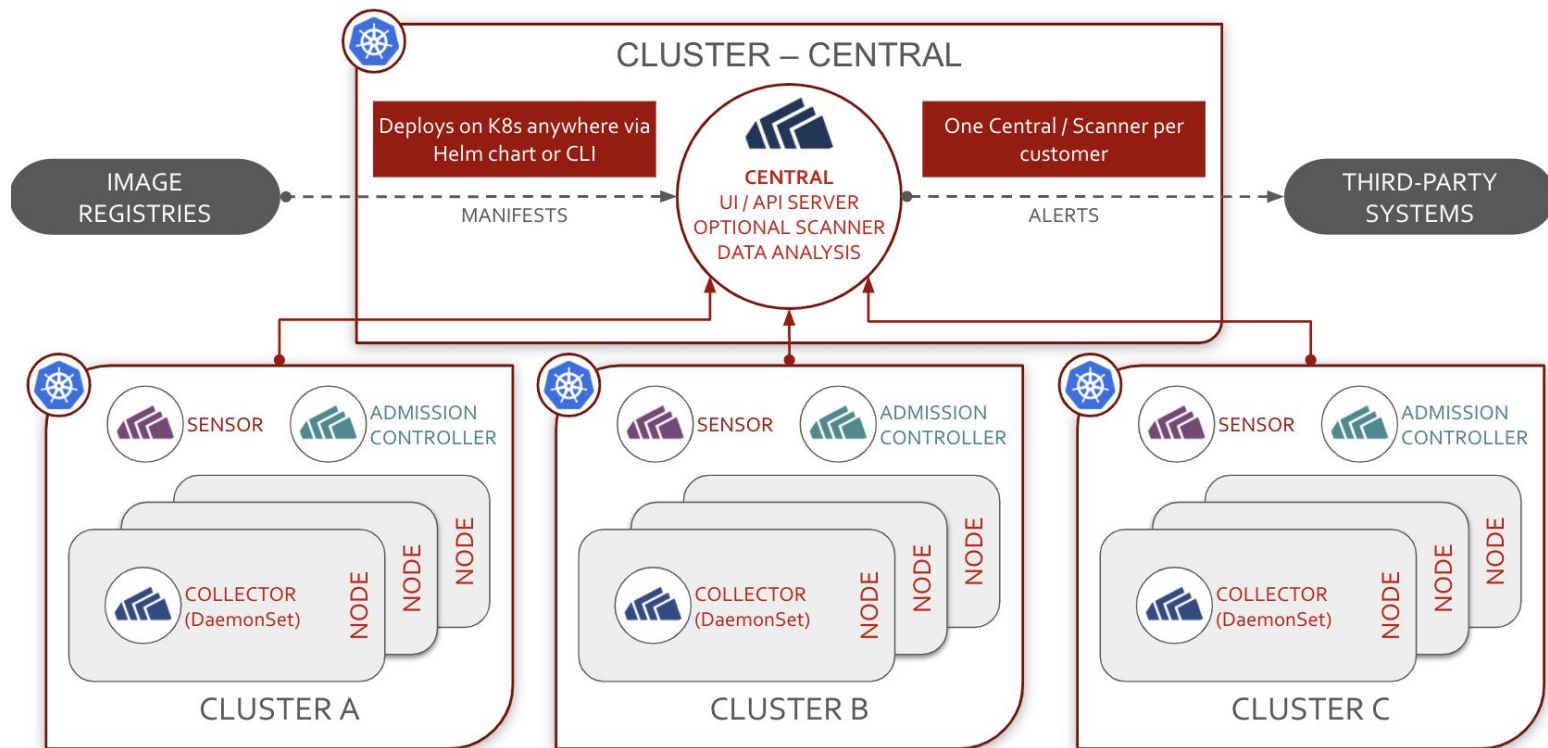 CLUSTER – CENTRAL
Deploys on K8s anywhere via
Helm chart or CLI
One Central / Scanner per
customer
IMAGE
REGISTRIES
MANIFESTS
CENTRAL
UI / API SERVER
OPTIONAL SCANNER
DATA ANALYSIS
ALERTS
THIRD-PARTY
SYSTEMS
SENSOR
ADMISSION
CONTROLLER
COLLECTOR
(DaemonSet)
NODE
NODE
NODE
CLUSTER A
SENSOR
ADMISSION
CONTROLLER
COLLECTOR
(DaemonSet)
NODE
NODE
NODE
CLUSTER B
SENSOR
ADMISSION
CONTROLLER
COLLECTOR
(DaemonSet)
NODE
NODE
NODE
CLUSTER C